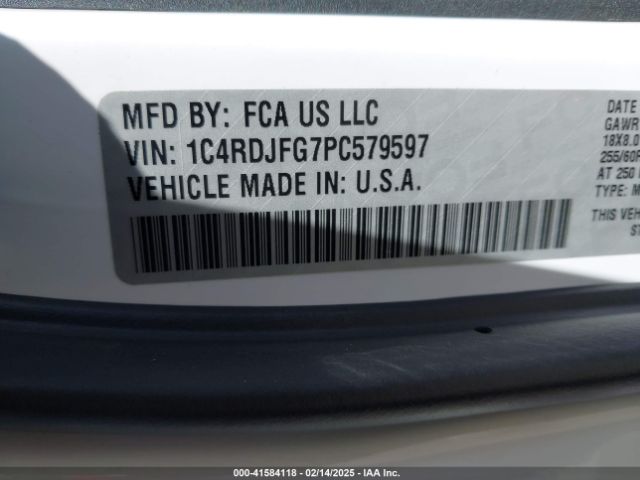 MFD BY: FCA US LLC
VIN: 1C4RDJFG7PC579597
VEHICLE MADE IN: U.S.A.
DATE
GAWR
18X8.0
255/60R
AT 250
TYPE: M
THIS VEH
ST
000-41584118 - 02/14/2025 - IAA Inc.